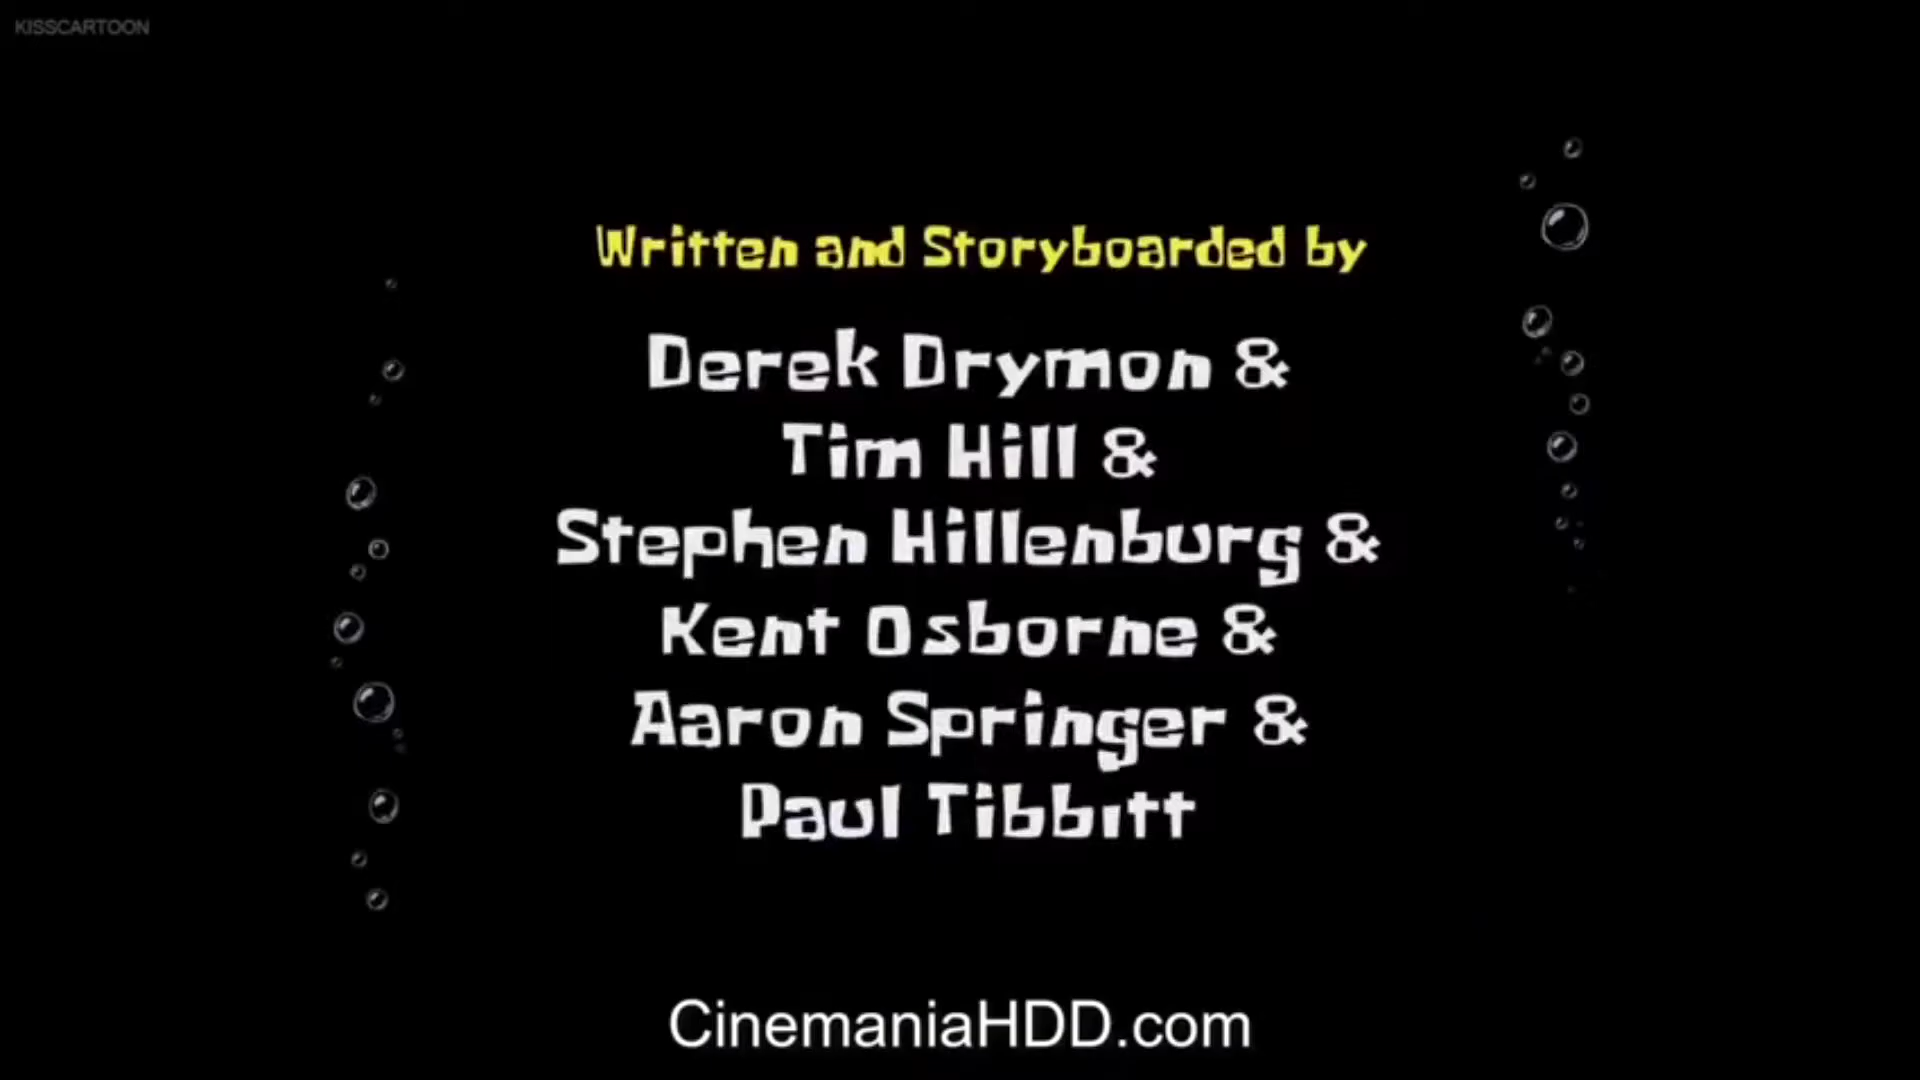 KISSCARTOON
Written and Storyboarded by
Derek Drymon &
Tim Hill &
Stephen Hillenburg &
Kent Osborne &
Aaron Springer &
Paul Tibbitt
CinemaniaHDD.com